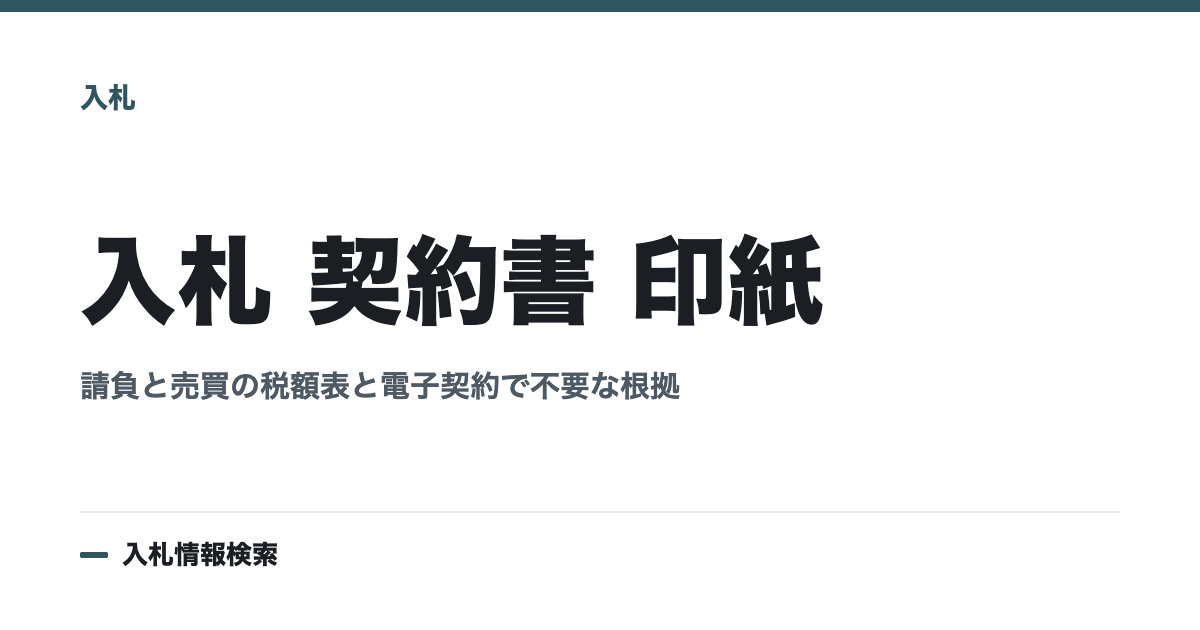 入札
入札 契約書 印紙
請負と売買の税額表と電子契約で不要な根拠
入札情報検索